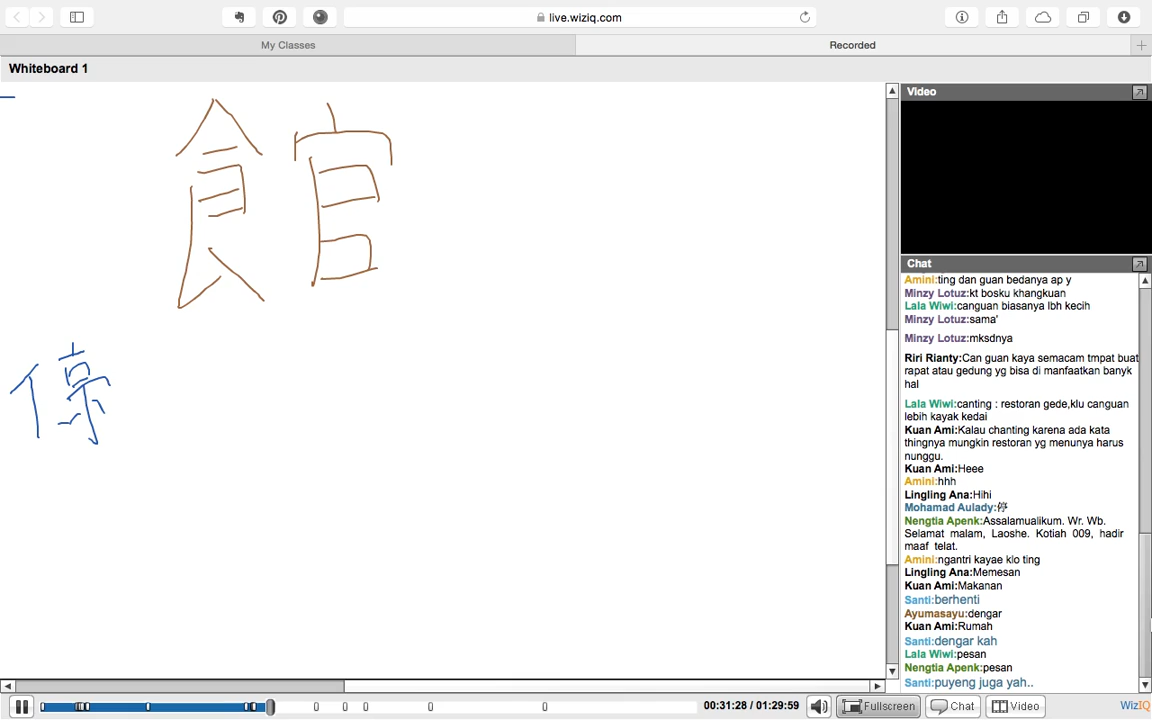 live.wiziq.com
My Classes
Recorded
Whiteboard 1
Video
館
停
Chat
Amini:ting dan guan bedanya ap y
Minzy Lotuz:kt bosku khangkuan
Lala Wiwi:canguan biasanya lbh kecih
Minzy Lotuz:sama'
Minzy Lotuz:mksdnya
Riri Rianty:Can guan kaya semacam tmpat buat
rapat atau gedung yg bisa di manfaatkan banyk
hal
Lala Wiwi:canting : restoran gede,klu canguan
lebih kayak kedai
Kuan Ami:Kalau chanting karena ada kata
thingnya mungkin restoran yg menunya harus
nunggu.
Kuan Ami:Heee
Amini:hhh
Lingling Ana:Hihi
Mohamad Aulady:停
Nengtia Apenk:Assalamualikum. Wr. Wb.
Selamat malam, Laoshe. Kotiah 009, hadir
maaf telat.
Amini:ngantri kayae klo ting
Lingling Ana:Memesan
Kuan Ami:Makanan
Santi:berhenti
Ayumasayu:dengar
Kuan Ami:Rumah
Santi:dengar kah
Lala Wiwi:pesan
Nengtia Apenk:pesan
Santi:puyeng juga yah..
00:31:28 / 01:29:59
Fullscreen
Chat
Video
WizIQ